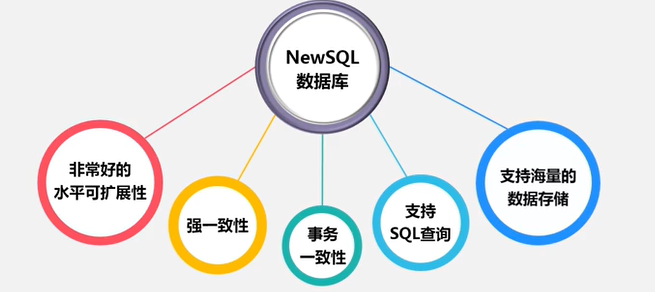 NewSQL
数据库
非常好的
水平可扩展性
强一致性
事务
一致性
支持
SQL查询
支持海量的
数据存储